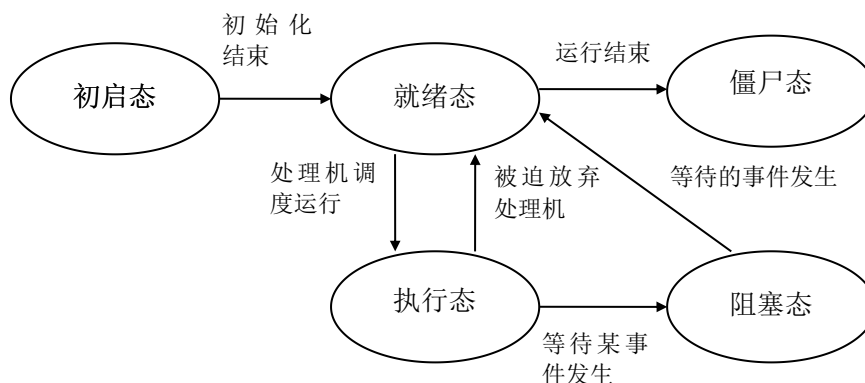 初始化
结束
运行结束
初启态
就绪态
僵尸态
处理机调
度运行
被迫放弃
处理机
等待的事件发生
执行态
阻塞态
等待某事
件发生